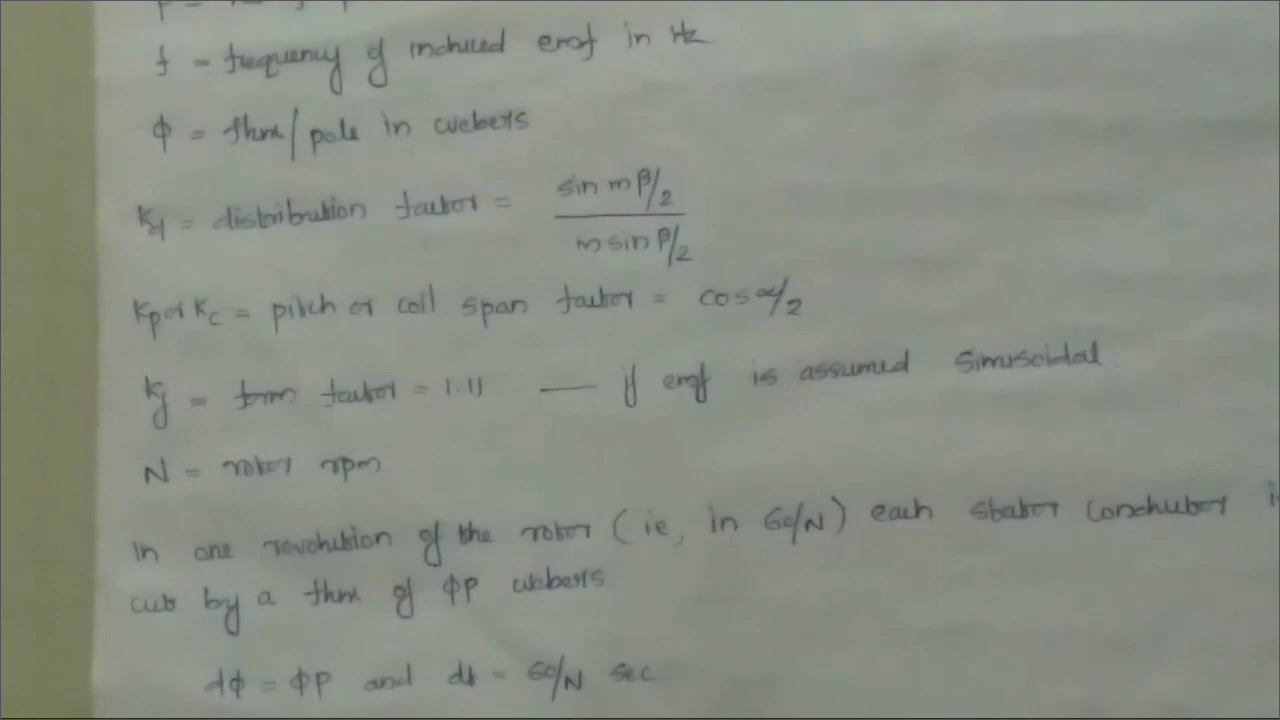 f = frequency of induced emf in Hz
φ = flux/pole in webers
Kd = distribution factor = sin mβ/2 / m sin β/2
Kp or Kc = pitch or coil span factor = cos α/2
Kf = form factor = 1.11 — if emf is assumed sinusoidal
N = rotor rpm
In one revolution of the rotor (ie, in 60/N) each stator conductor
cut by a flux of φP webers
dφ = φP and dt = 60/N sec